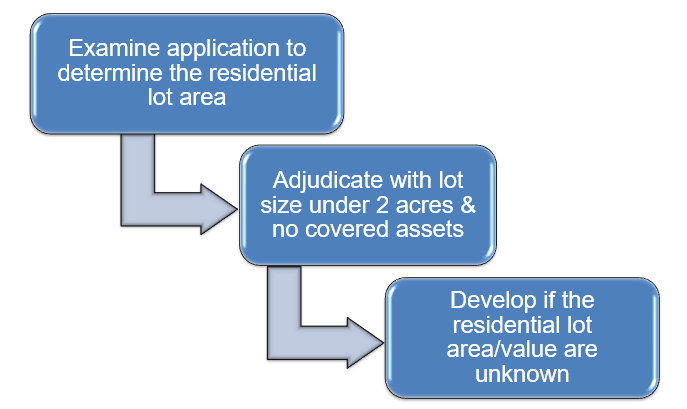 Examine application to
determine the residential
lot area
Adjudicate with lot
size under 2 acres &
no covered assets
Develop if the
residential lot
area/value are
unknown